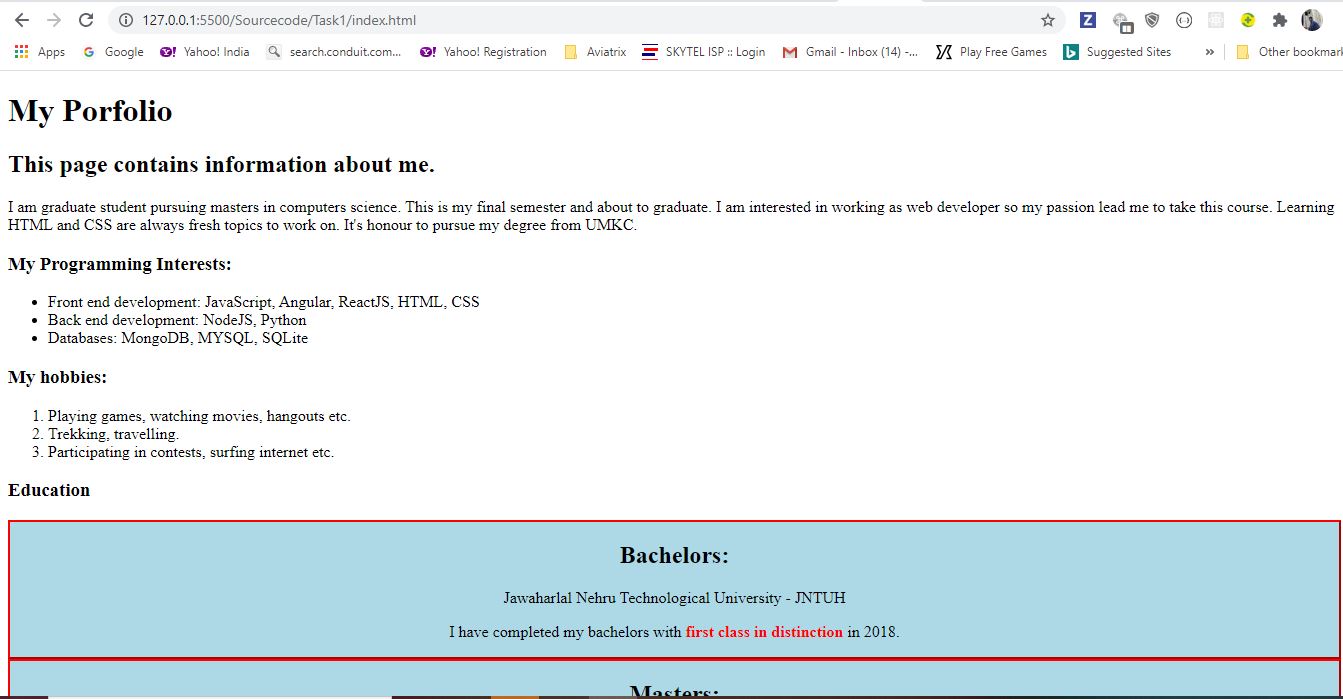 127.0.0.1:5500/Sourcecode/Task1/index.html
Apps Google Yahoo! India search.conduit.com... Yahoo! Registration Aviatrix SKYTEL ISP :: Login Gmail - Inbox (14) -... Play Free Games Suggested Sites » Other bookmar
My Porfolio
This page contains information about me.
I am graduate student pursuing masters in computers science. This is my final semester and about to graduate. I am interested in working as web developer so my passion lead me to take this course. Learning
HTML and CSS are always fresh topics to work on. It's honour to pursue my degree from UMKC.
My Programming Interests:
• Front end development: JavaScript, Angular, ReactJS, HTML, CSS
• Back end development: NodeJS, Python
• Databases: MongoDB, MYSQL, SQLite
My hobbies:
1. Playing games, watching movies, hangouts etc.
2. Trekking, travelling.
3. Participating in contests, surfing internet etc.
Education
Bachelors:
Jawaharlal Nehru Technological University - JNTUH
I have completed my bachelors with first class in distinction in 2018.
Masters: